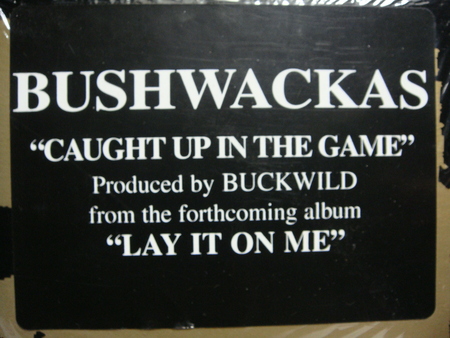 BUSHWACKAS
“CAUGHT UP IN THE GAME”
Produced by BUCKWILD
from the forthcoming album
“LAY IT ON ME”